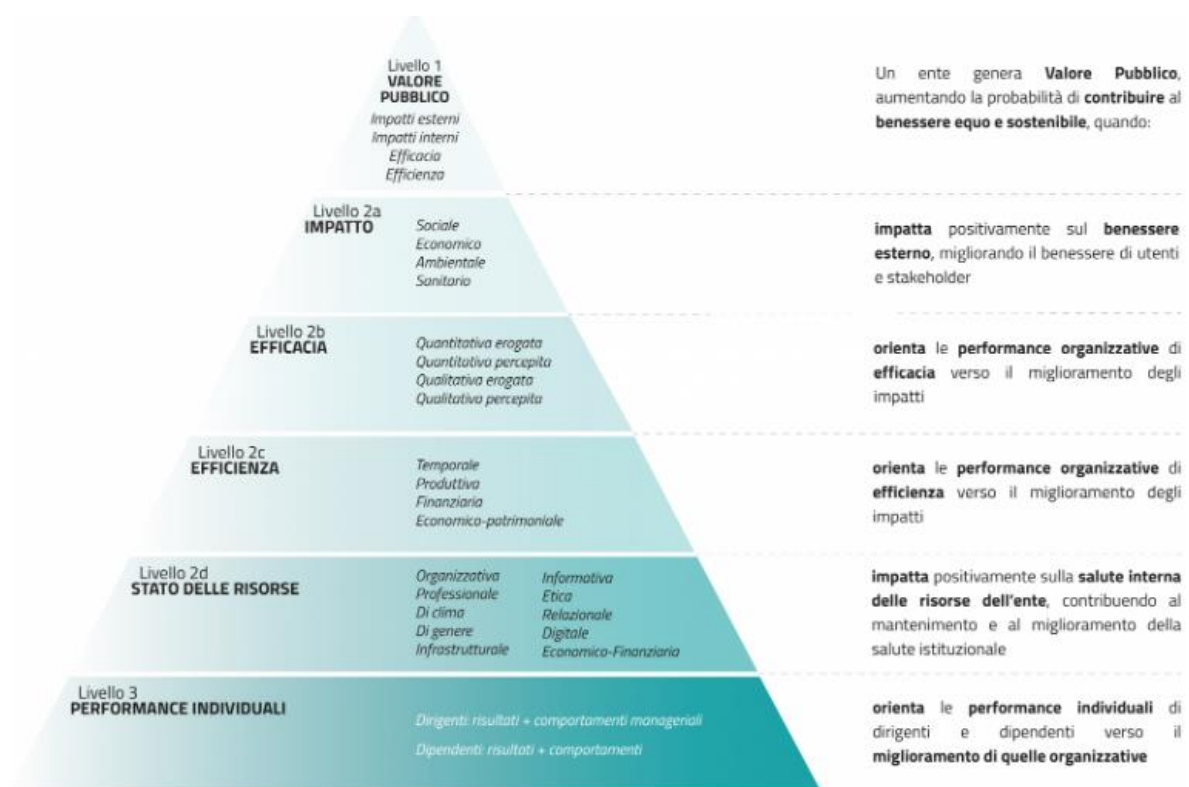 Livello 1
VALORE
PUBBLICO
Impatti esterni
Impatti interni
Efficacia
Efficienza
Un ente genera Valore Pubblico,
aumentando la probabilità di contribuire al
benessere equo e sostenibile, quando:
Livello 2a
IMPATTO
Sociale
Economico
Ambientale
Sanitario
impatta positivamente sul benessere
esterno, migliorando il benessere di utenti
e stakeholder
Livello 2b
EFFICACIA
Quantitativa erogata
Quantitativa percepita
Qualitativa erogata
Qualitativa percepita
orienta le performance organizzative di
efficacia verso il miglioramento degli
impatti
Livello 2c
EFFICIENZA
Temporale
Produttiva
Finanziaria
Economico-patrimoniale
orienta le performance organizzative di
efficienza verso il miglioramento degli
impatti
Livello 2d
STATO DELLE RISORSE
Organizzativa
Professionale
Di clima
Di genere
Infrastrutturale
Informativa
Etica
Relazionale
Digitale
Economico-Finanziaria
impatta positivamente sulla salute interna
delle risorse dell'ente, contribuendo al
mantenimento e al miglioramento della
salute istituzionale
Livello 3
PERFORMANCE INDIVIDUALI
Dirigenti: risultati + comportamenti manageriali
Dipendenti: risultati + comportamenti
orienta le performance individuali di
dirigenti e dipendenti verso il
miglioramento di quelle organizzative